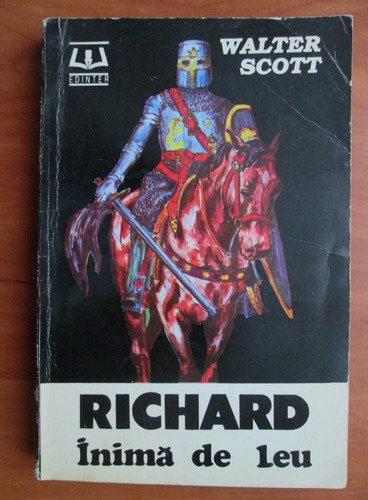 EDINTER
WALTER
SCOTT
RICHARD
Inimă de leu